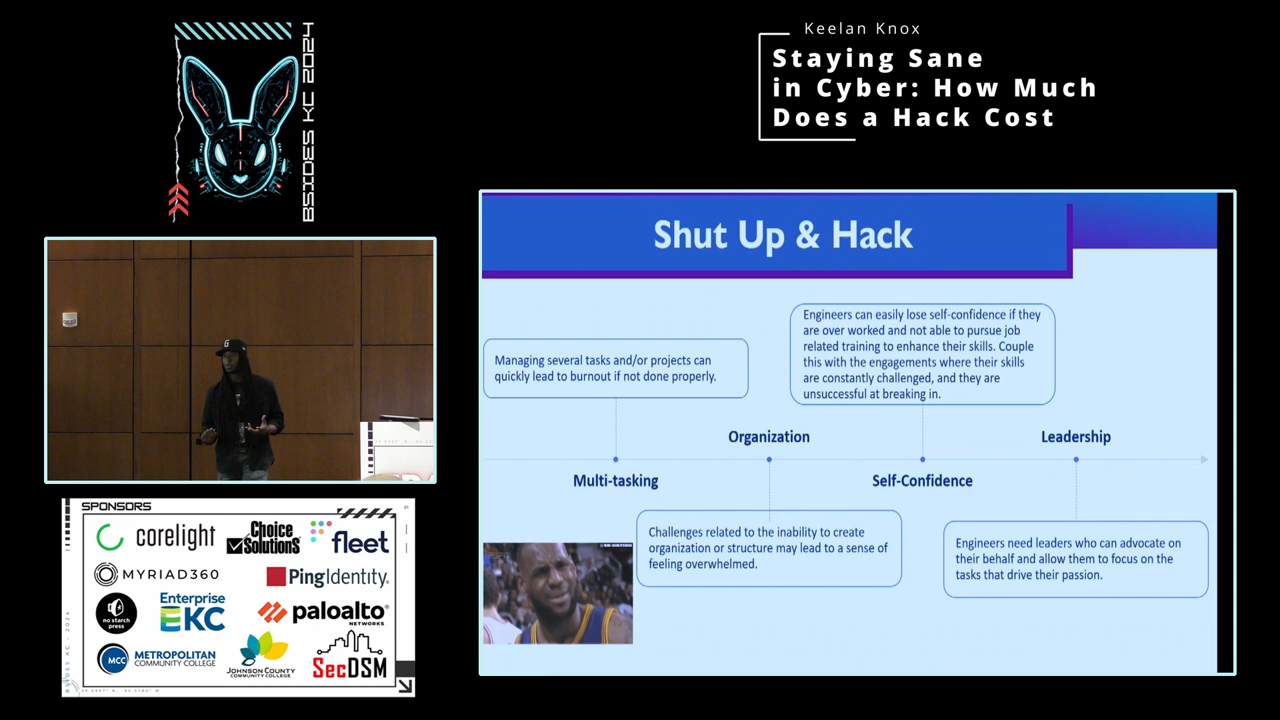 BSIDES KC 2024
Keelan Knox
Staying Sane
in Cyber: How Much
Does a Hack Cost
Shut Up & Hack
Managing several tasks and/or projects can
quickly lead to burnout if not done properly.
Engineers can easily lose self-confidence if they
are over worked and not able to pursue job
related training to enhance their skills. Couple
this with the engagements where their skills
are constantly challenged, and they are
unsuccessful at breaking in.
Organization
Leadership
Multi-tasking
Self-Confidence
Challenges related to the inability to create
organization or structure may lead to a sense of
feeling overwhelmed.
Engineers need leaders who can advocate on
their behalf and allow them to focus on the
tasks that drive their passion.
G
SPONSORS
corelight
Choice
Solutions
fleet
MYRIAD360
PingIdentity
no starch
press
Enterprise
EKC
paloalto
NETWORKS
MCC
METROPOLITAN
COMMUNITY COLLEGE
JOHNSON COUNTY
COMMUNITY COLLEGE
SecDSM
BSIDES KC - 2024